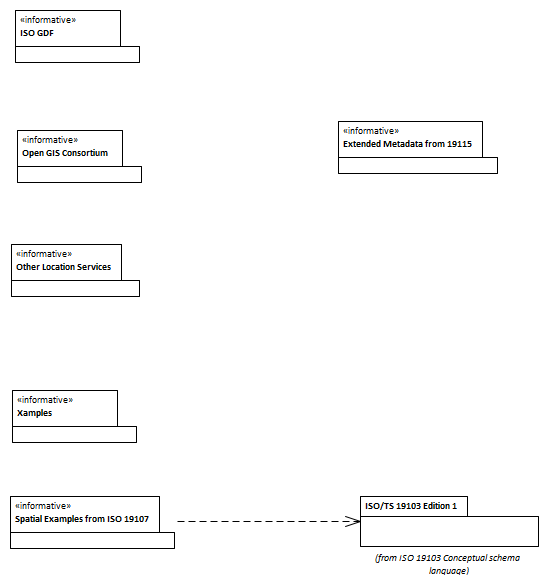 «informative»
ISO GDF
«informative»
Open GIS Consortium
«informative»
Extended Metadata from 19115
«informative»
Other Location Services
«informative»
Xamples
«informative»
Spatial Examples from ISO 19107
ISO/TS 19103 Edition 1
(from ISO 19103 Conceptual schema
language)